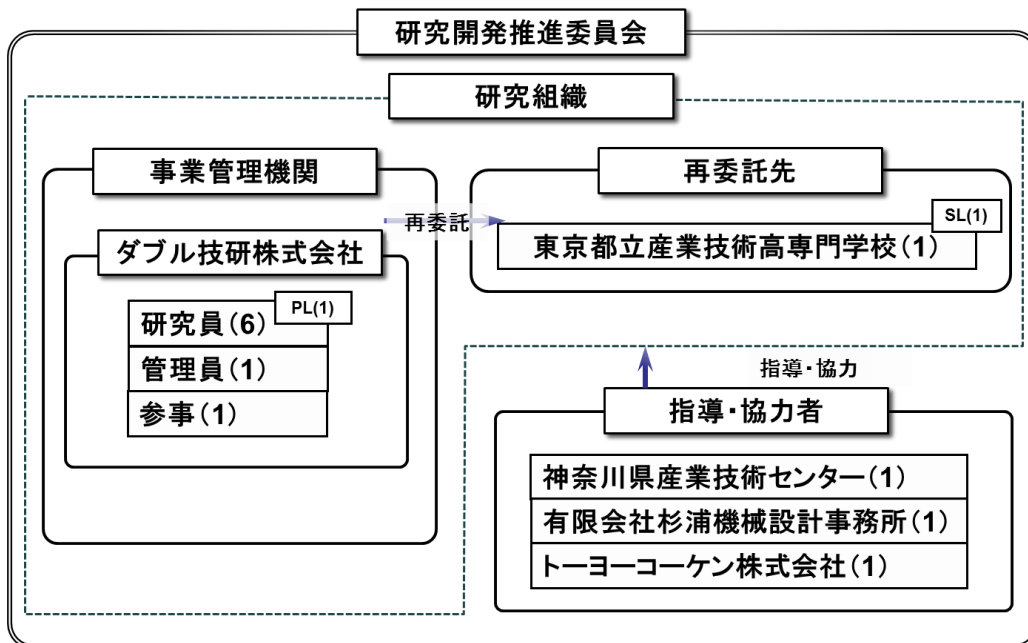 研究開発推進委員会
研究組織
事業管理機関
ダブル技研株式会社
研究員(6)
PL(1)
管理員(1)
参事(1)
再委託
再委託先
SL(1)
東京都立産業技術高専門学校(1)
指導・協力
指導・協力者
神奈川県産業技術センター(1)
有限会社杉浦機械設計事務所(1)
トーヨーコーケン株式会社(1)